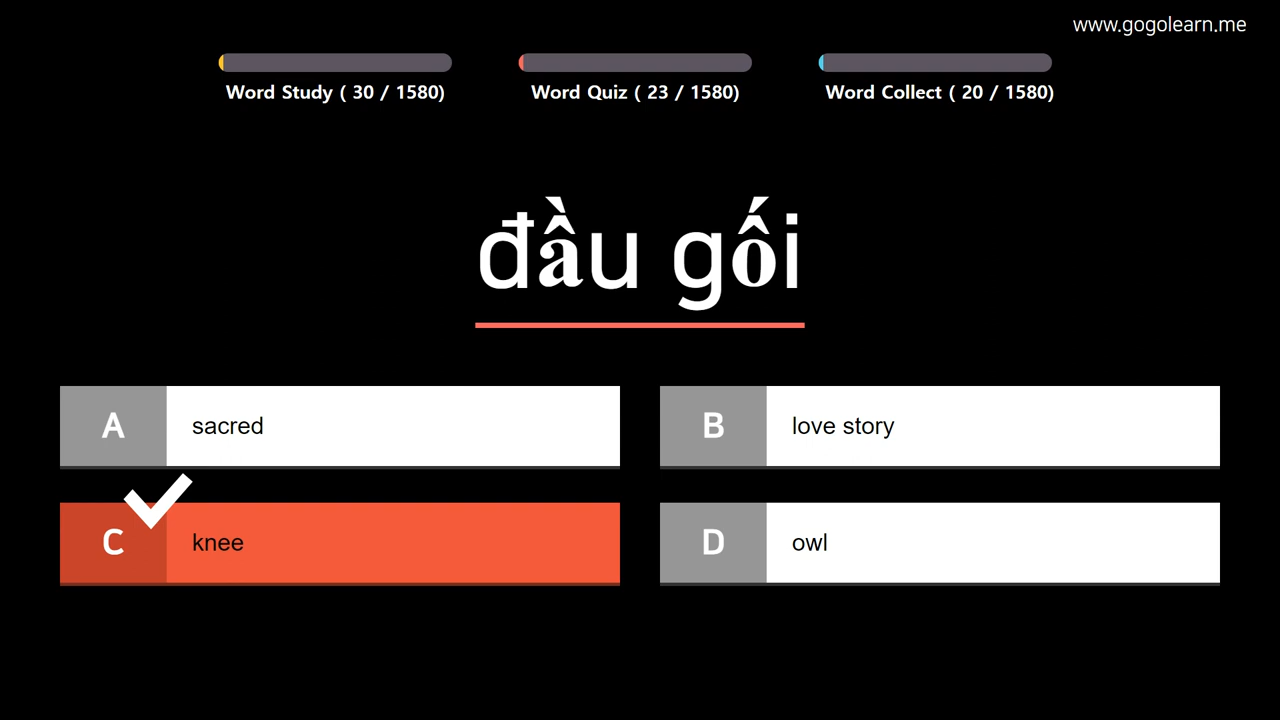 www.gogolearn.me
Word Study ( 30 / 1580)
Word Quiz ( 23 / 1580)
Word Collect ( 20 / 1580)
đầu gối
A sacred
B love story
C knee
D owl